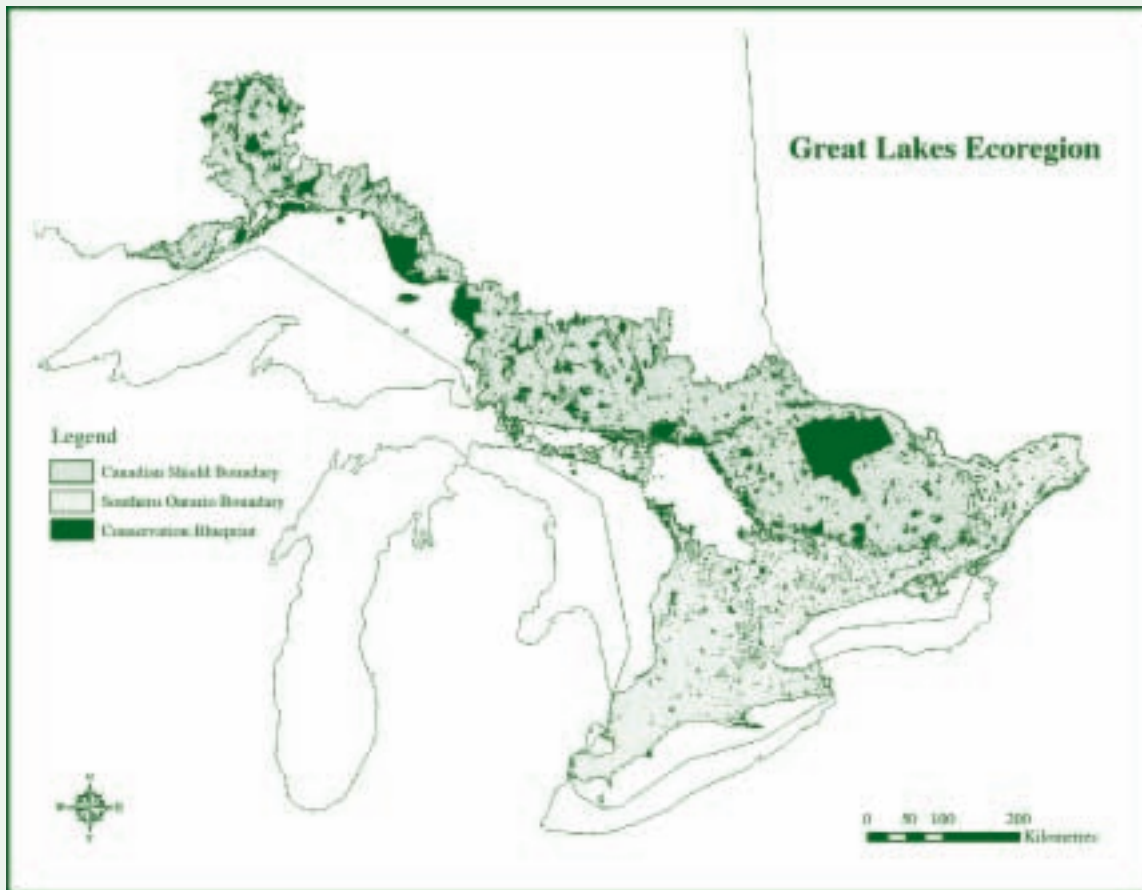 Great Lakes Ecoregion
Legend
Canadian Shield Boundary
Southern Ontario Boundary
Conservation Blueprint
N
W E
0 50 100 200
Kilometres